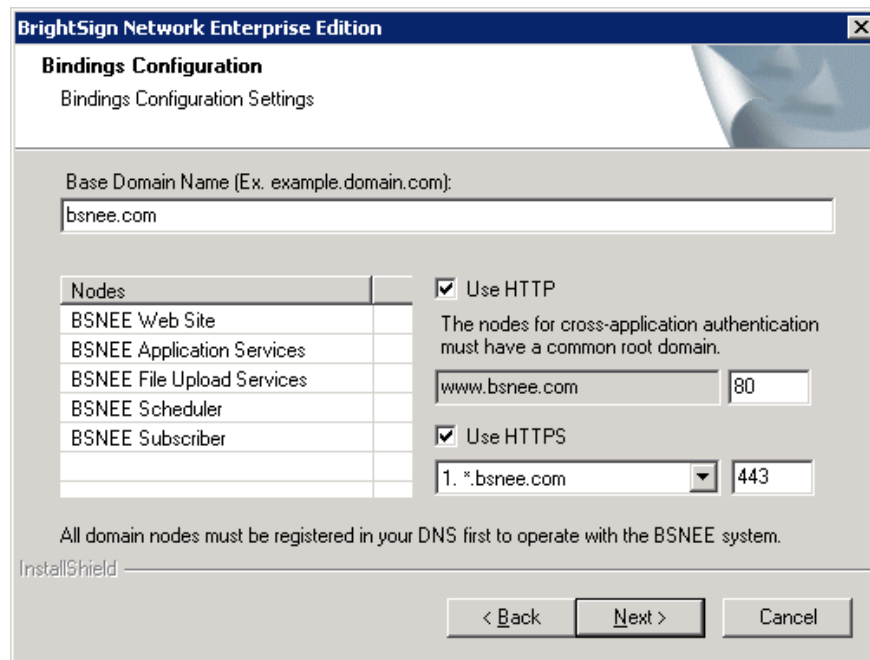 BrightSign Network Enterprise Edition
Bindings Configuration
Bindings Configuration Settings
Base Domain Name (Ex. example.domain.com):
bsnee.com
Nodes
BSNEE Web Site
BSNEE Application Services
BSNEE File Upload Services
BSNEE Scheduler
BSNEE Subscriber
Use HTTP
The nodes for cross-application authentication
must have a common root domain.
www.bsnee.com 80
Use HTTPS
1. *.bsnee.com 443
All domain nodes must be registered in your DNS first to operate with the BSNEE system.
InstallShield
< Back Next > Cancel